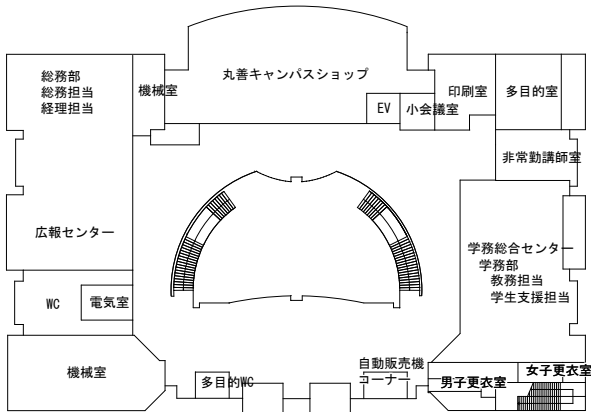 総務部
総務担当
経理担当
機械室
丸善キャンパスショップ
EV
小会議室
印刷室
多目的室
非常勤講師室
広報センター
学務総合センター
学務部
教務担当
学生支援担当
WC
電気室
機械室
多目的WC
自動販売機
コーナー
男子更衣室
女子更衣室